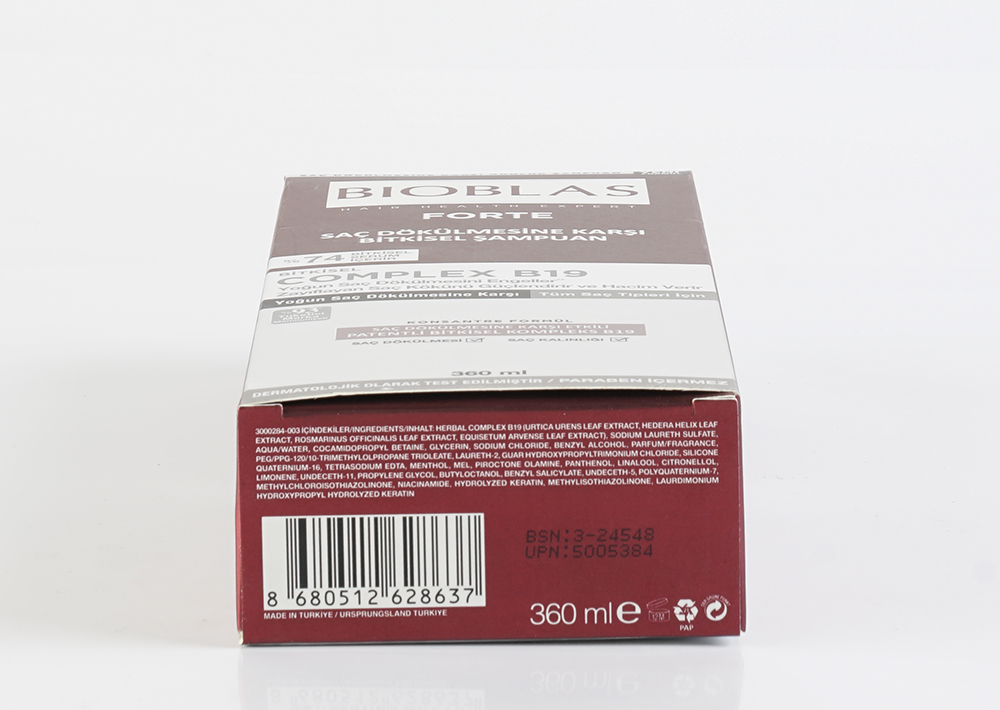 BIOBLAS
HAIR HEALTH EXPERT
FORTE
SAÇ DÖKÜLMESİNE KARŞI
BİTKİSEL ŞAMPUAN
%74 BİTKİSEL
SERUM
İÇERİR
BİTKİSEL
COMPLEX B19
Yoğun Saç Dökülmesini Engeller
Zayıflayan Saç Kökünü Güçlendirir ve Hacim Verir
Yoğun Saç Dökülmesine Karşı Tüm Saç Tipleri İçin
KONSANTRE FORMÜL
SAÇ DÖKÜLMESİNE KARŞI ETKİLİ
PATENTLİ BİTKİSEL KOMPLEKS B19
SAÇ DÖKÜLMESİ SAÇ KALINLIĞI
360 ml
DERMATOLOJİK OLARAK TEST EDİLMİŞTİR / PARABEN İÇERMEZ
3000284-003 İÇİNDEKİLER/INGREDIENTS/INHALT: HERBAL COMPLEX B19 (URTICA URENS LEAF EXTRACT, HEDERA HELIX LEAF
EXTRACT, ROSMARINUS OFFICINALIS LEAF EXTRACT, EQUISETUM ARVENSE LEAF EXTRACT), SODIUM LAURETH SULFATE,
AQUA/WATER, COCAMIDOPROPYL BETAINE, GLYCERIN, SODIUM CHLORIDE, BENZYL ALCOHOL, PARFUM/FRAGRANCE,
PEG/PPG-120/10-TRIMETHYLOLPROPANE TRIOLEATE, LAURETH-2, GUAR HYDROXYPROPYLTRIMONIUM CHLORIDE, SILICONE
QUATERNIUM-16, TETRASODIUM EDTA, MENTHOL, MEL, PIROCTONE OLAMINE, PANTHENOL, LINALOOL, CITRONELLOL,
LIMONENE, UNDECETH-11, PROPYLENE GLYCOL, BUTYLOCTANOL, BENZYL SALICYLATE, UNDECETH-5, POLYQUATERNIUM-7,
METHYLCHLOROISOTHIAZOLINONE, NIACINAMIDE, HYDROLYZED KERATIN, METHYLISOTHIAZOLINONE, LAURDIMONIUM
HYDROXYPROPYL HYDROLYZED KERATIN
BSN:3-24548
UPN:5005384
8 680512 628637
MADE IN TURKIYE / URSPRUNGSLAND TURKIYE
360 ml e
12M
PAP